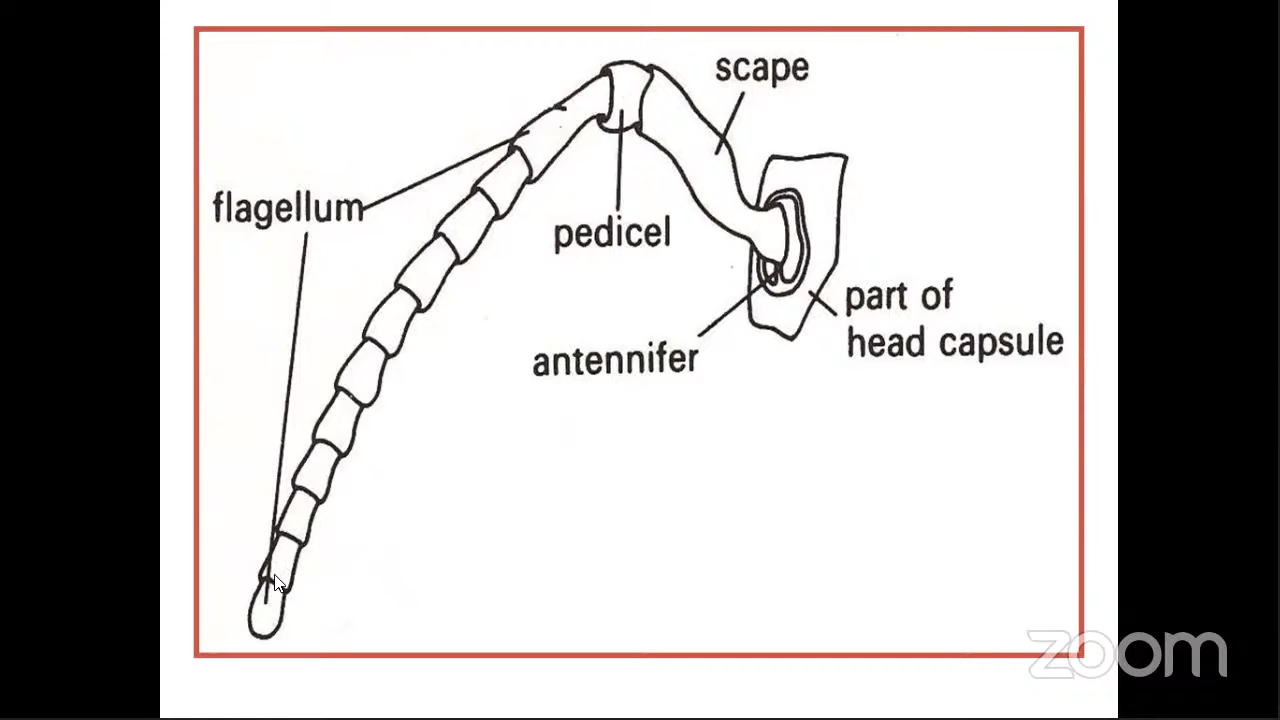 scape
flagellum
pedicel
part of
head capsule
antennifer
zoom